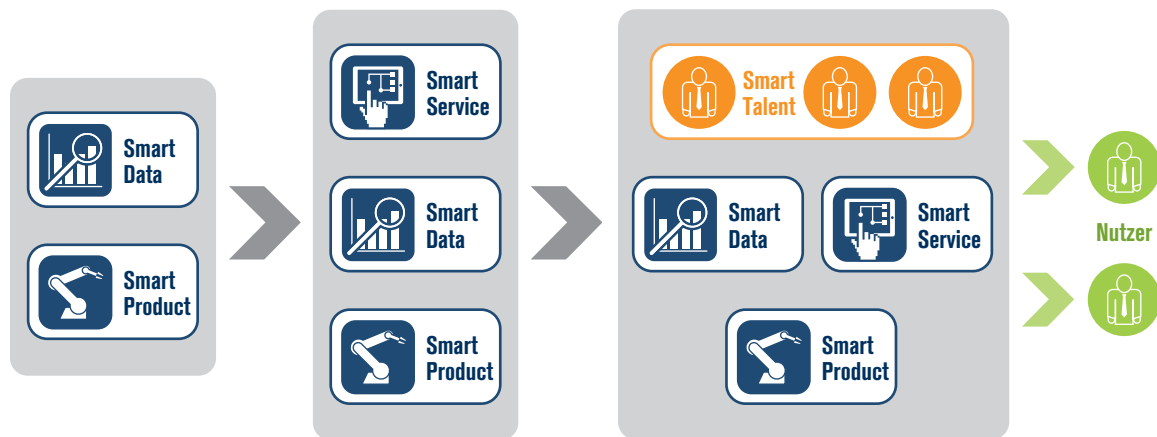 Smart
Data
Smart
Product
Smart
Service
Smart
Data
Smart
Product
Smart
Talent
Smart
Data
Smart
Service
Smart
Product
Nutzer